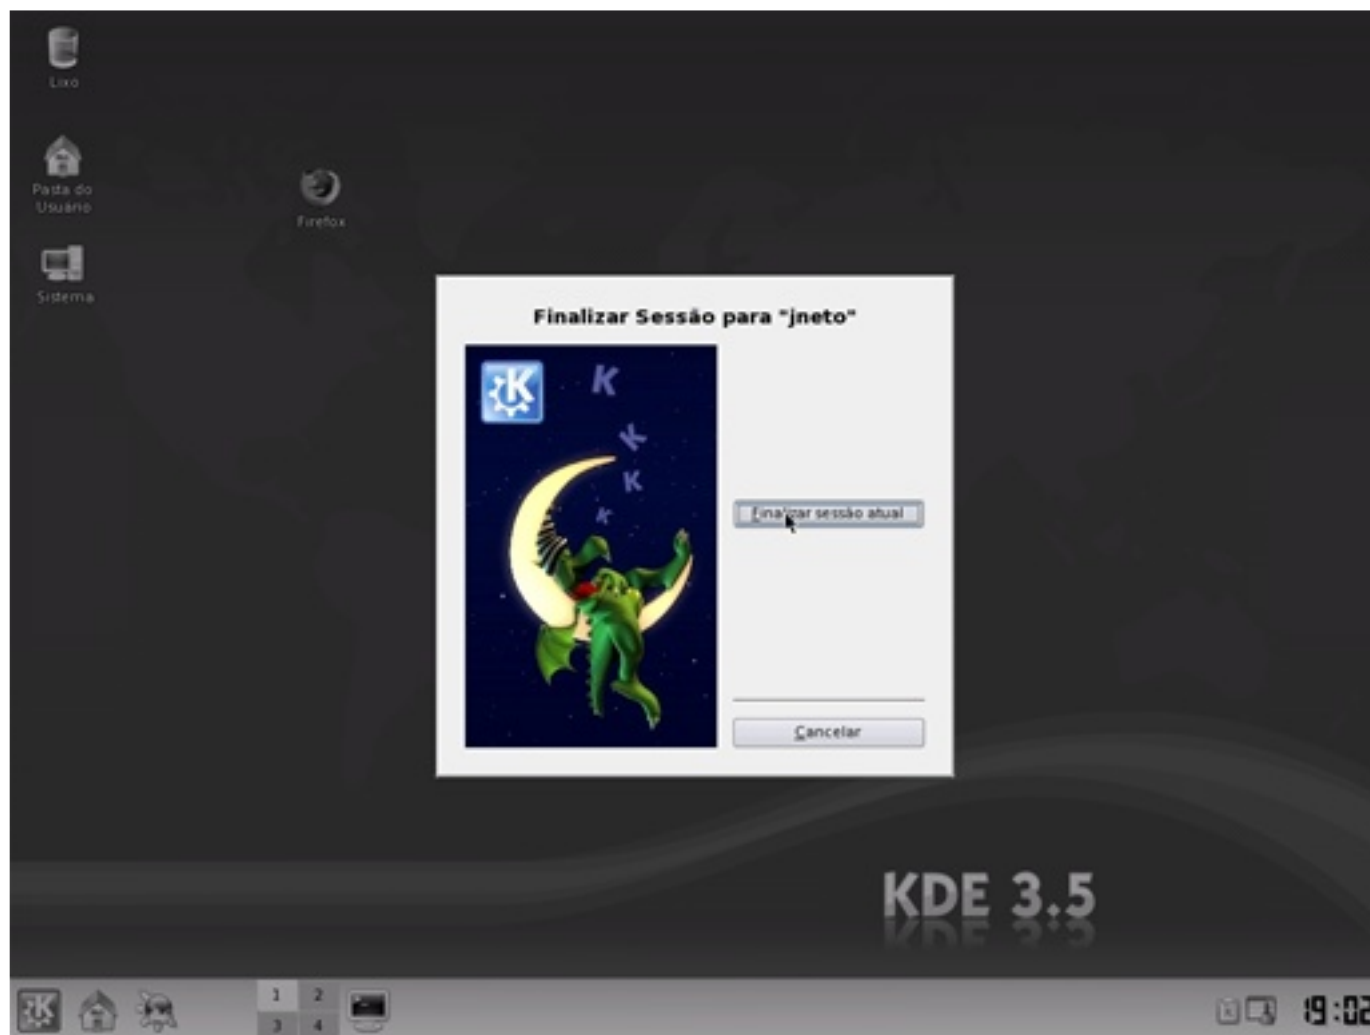 Lixo
Pasta do
Usuário
Firefox
Sistema
Finalizar Sessão para "jneto"
K
K
K
K
K
Finalizar sessão atual
Cancelar
KDE 3.5
K
1 2
3 4
19:02